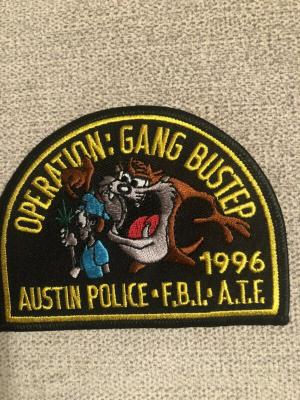 OPERATION: GANG BUSTER
1996
AUSTIN POLICE • F.B.I. • A.T.F.